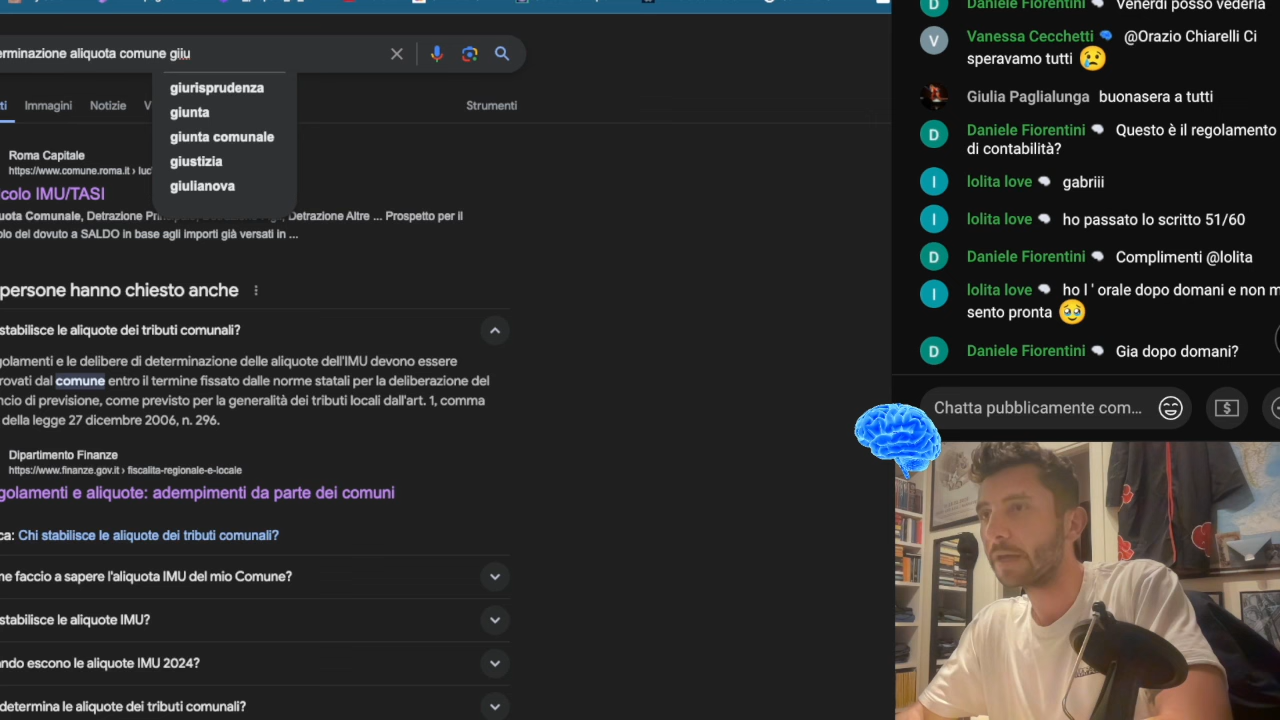 erminazione aliquota comune giiu
giurisprudenza
giunta
giunta comunale
giustizia
giulianova
ti
Immagini
Notizie
V
Strumenti
Roma Capitale
https://www.comune.roma.it › luc
colo IMU/TASI
uota Comunale, Detrazione Prin
Detrazione Altre ... Prospetto per il
olo del dovuto a SALDO in base agli importi già versati in ...
persone hanno chiesto anche
stabilisce le aliquote dei tributi comunali?
golamenti e le delibere di determinazione delle aliquote dell'IMU devono essere
rovati dal comune entro il termine fissato dalle norme statali per la deliberazione del
ncio di previsione, come previsto per la generalità dei tributi locali dall'art. 1, comma
della legge 27 dicembre 2006, n. 296.
Dipartimento Finanze
https://www.finanze.gov.it › fiscalita-regionale-e-locale
golamenti e aliquote: adempimenti da parte dei comuni
ca: Chi stabilisce le aliquote dei tributi comunali?
me faccio a sapere l'aliquota IMU del mio Comune?
stabilisce le aliquote IMU?
ando escono le aliquote IMU 2024?
determina le aliquote dei tributi comunali?
D
Daniele Fiorentini Venerdì posso vederla
V
Vanessa Cecchetti @Orazio Chiarelli Ci
speravamo tutti 😢
Giulia Paglialunga buonasera a tutti
D
Daniele Fiorentini Questo è il regolamento
di contabilità?
I
lolita love gabriii
I
lolita love ho passato lo scritto 51/60
D
Daniele Fiorentini Complimenti @lolita
I
lolita love ho l ' orale dopo domani e non m
sento pronta 🥹
D
Daniele Fiorentini Gia dopo domani?
Chatta pubblicamente com...
$